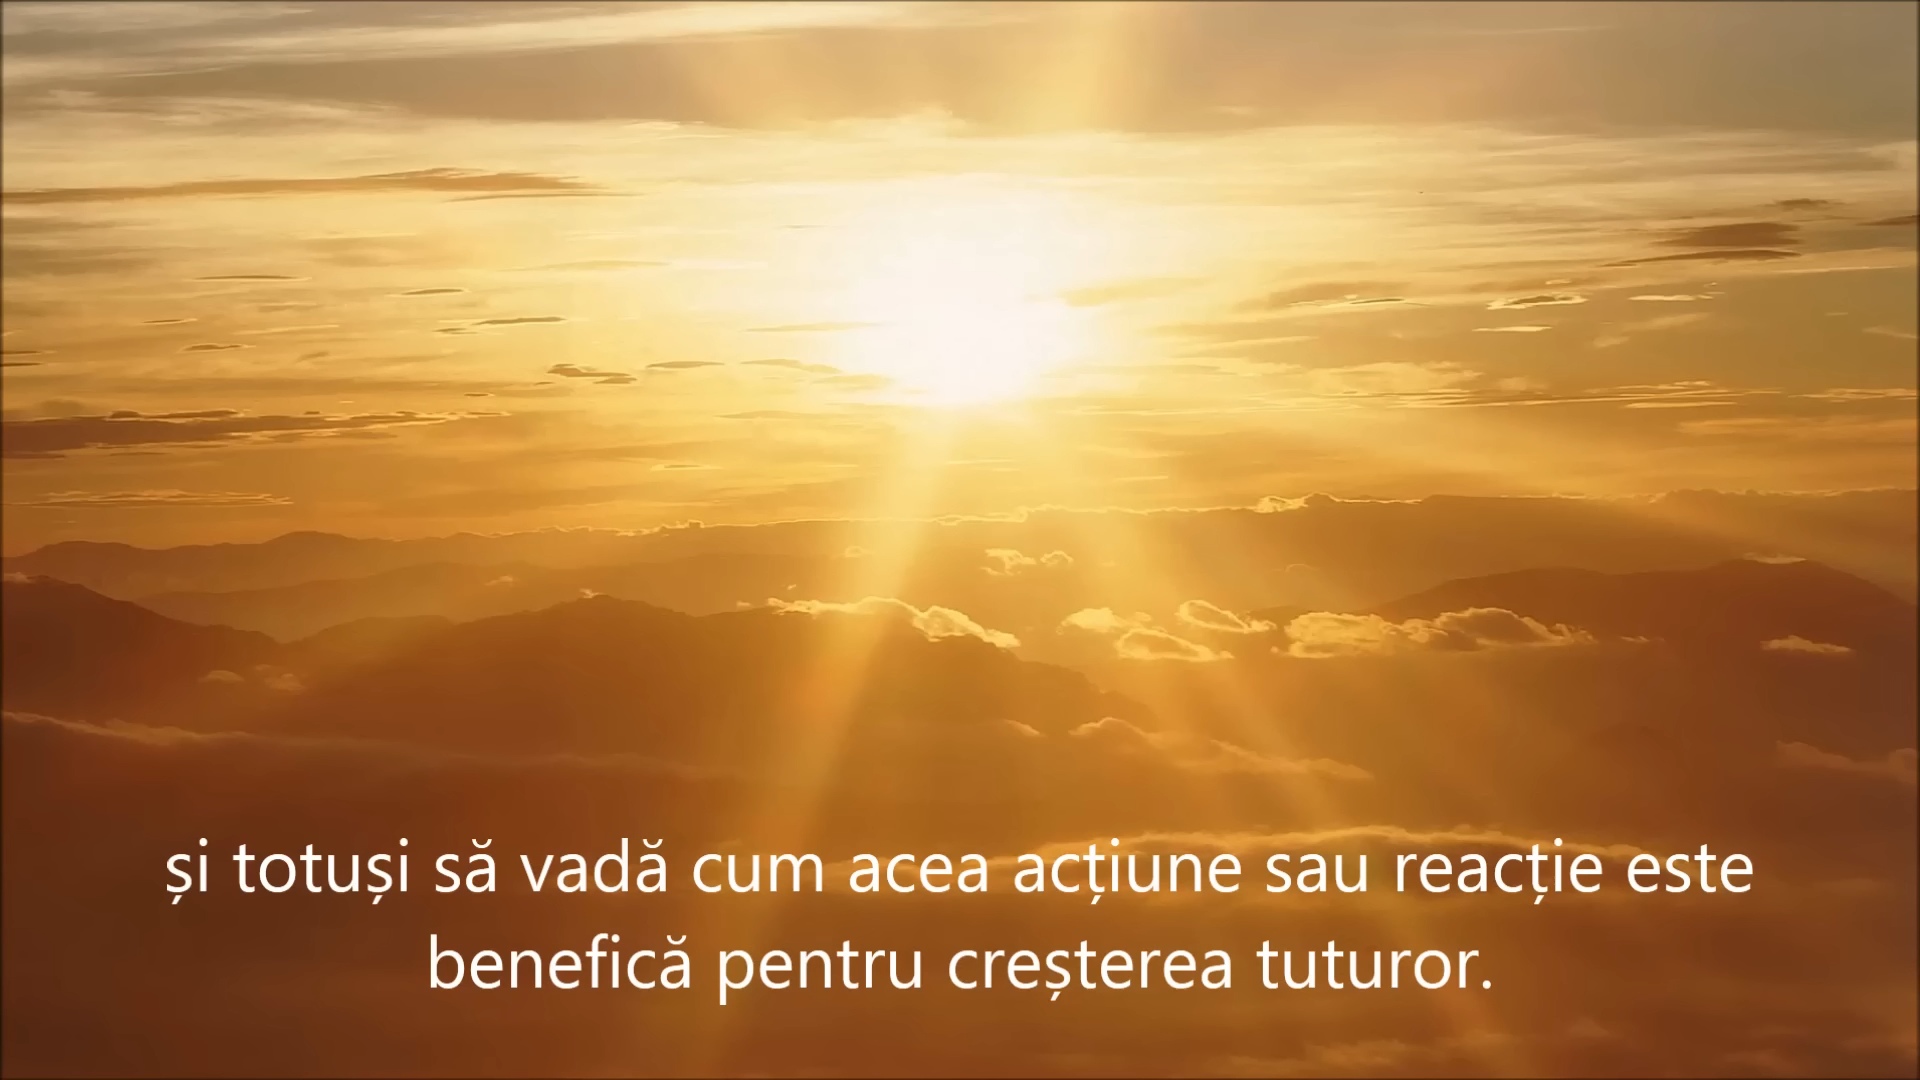 și totuși să vadă cum acea acțiune sau reacție este
benefică pentru creșterea tuturor.